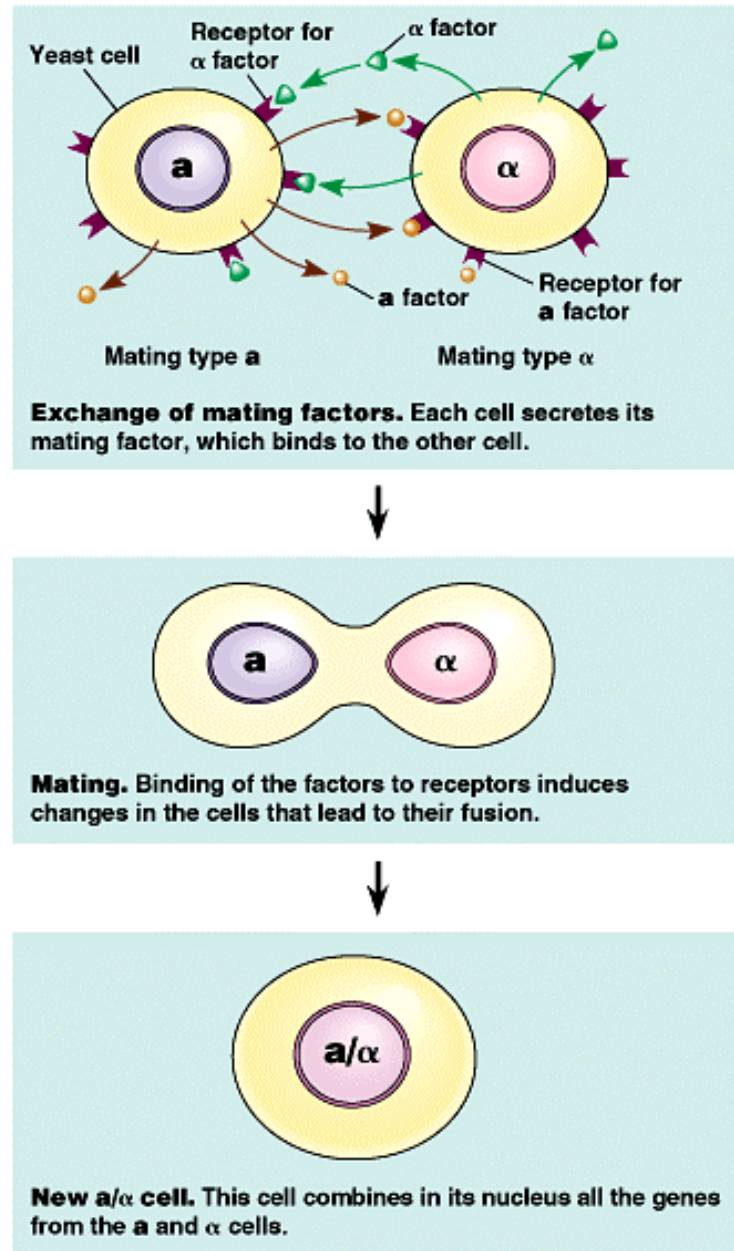 α factor
Receptor for
α factor
Yeast cell
a
α
a factor
Receptor for
a factor
Mating type a
Mating type α
Exchange of mating factors. Each cell secretes its
mating factor, which binds to the other cell.
a
α
Mating. Binding of the factors to receptors induces
changes in the cells that lead to their fusion.
a/α
New a/α cell. This cell combines in its nucleus all the genes
from the a and α cells.